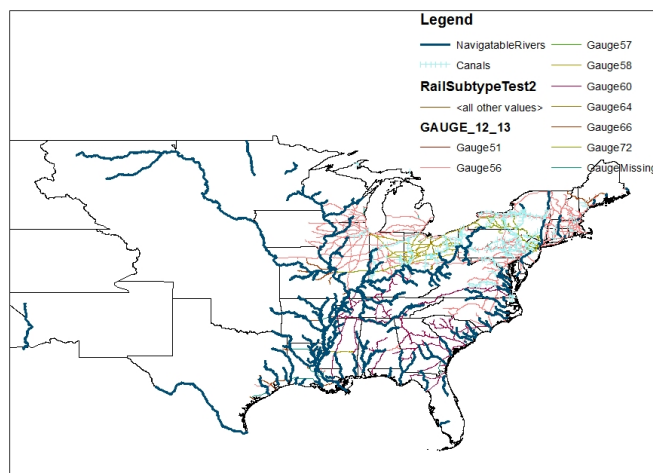 Legend
NavigatableRivers
Canals
RailSubtypeTest2
<all other values>
GAUGE_12_13
Gauge51
Gauge56
Gauge57
Gauge58
Gauge60
Gauge64
Gauge66
Gauge72
GaugeMissing